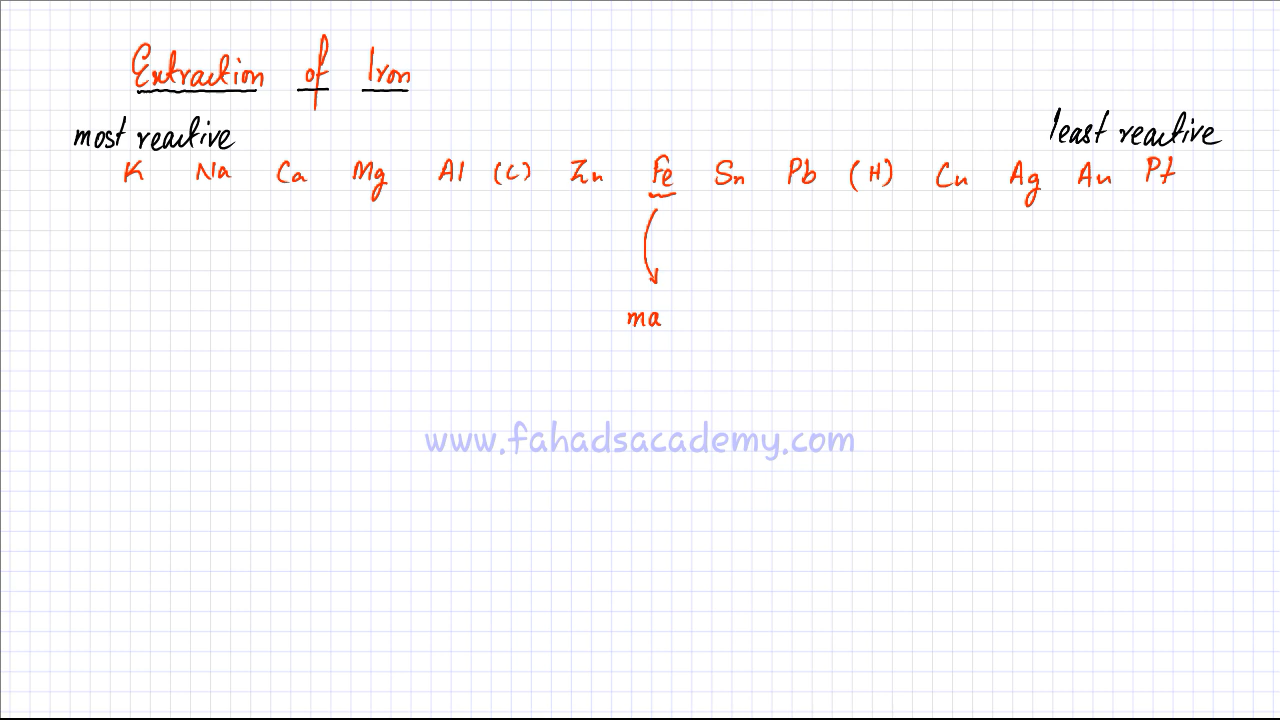 Extraction of Iron
most reactive least reactive
K Na Ca Mg Al (C) Zn Fe Sn Pb (H) Cu Ag Au Pt
ma
www.fahadsacademy.com